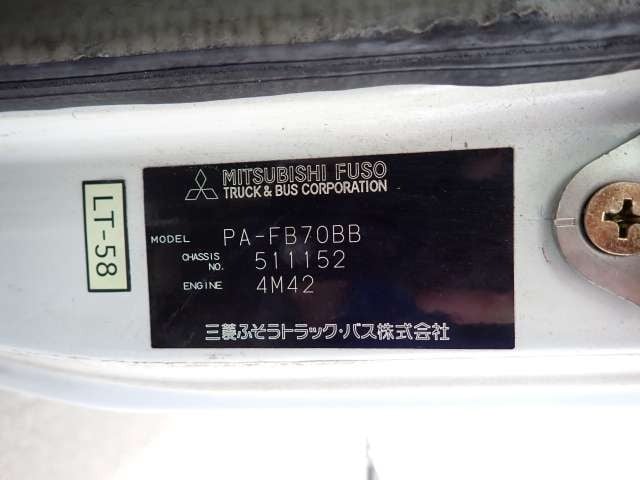 MITSUBISHI FUSO
TRUCK & BUS CORPORATION
LT-58
MODEL PA-FB70BB
CHASSIS NO. 511152
ENGINE 4M42
三菱ふそうトラック・バス株式会社